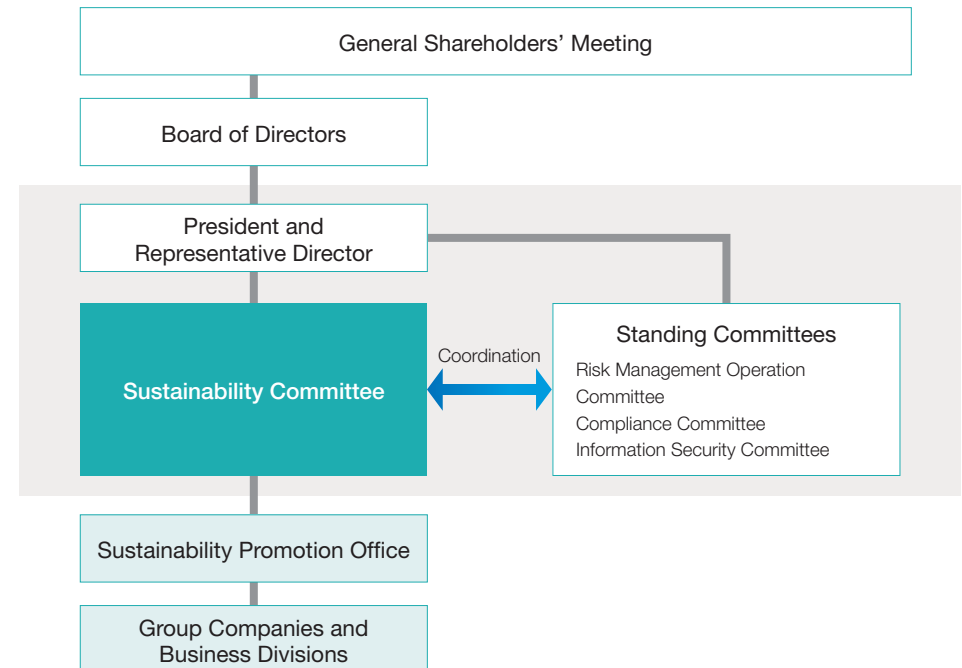 General Shareholders’ Meeting
Board of Directors
President and
Representative Director
Sustainability Committee
Coordination
Standing Committees
Risk Management Operation
Committee
Compliance Committee
Information Security Committee
Sustainability Promotion Office
Group Companies and
Business Divisions